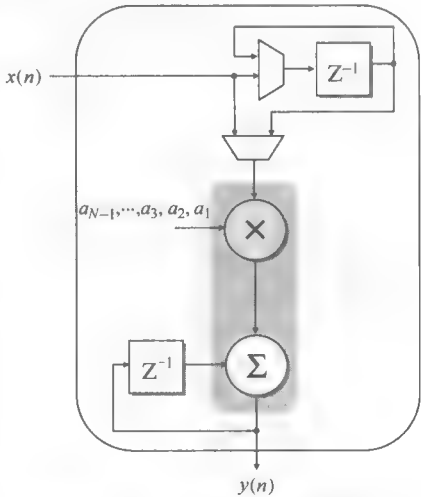 x(n)
Z⁻¹
a_{N-1},···,a_3, a_2, a_1
×
Z⁻¹
Σ
y(n)